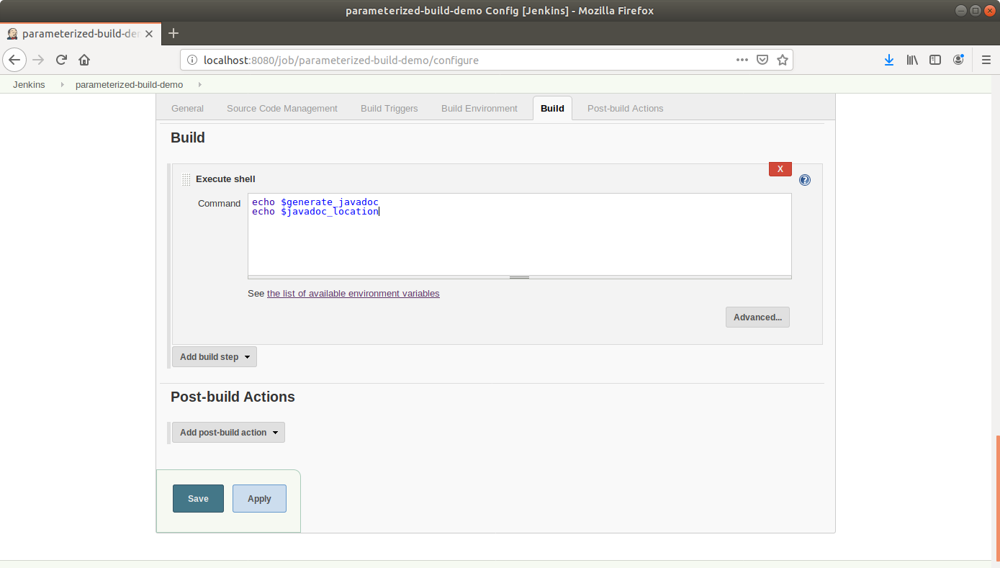 parameterized-build-demo Config [Jenkins] - Mozilla Firefox
parameterized-build-de
localhost:8080/job/parameterized-build-demo/configure
Jenkins parameterized-build-demo
General Source Code Management Build Triggers Build Environment Build Post-build Actions
Build
X
Execute shell
?
Command
echo $generate_javadoc
echo $javadoc_location
See the list of available environment variables
Advanced...
Add build step
Post-build Actions
Add post-build action
Save Apply